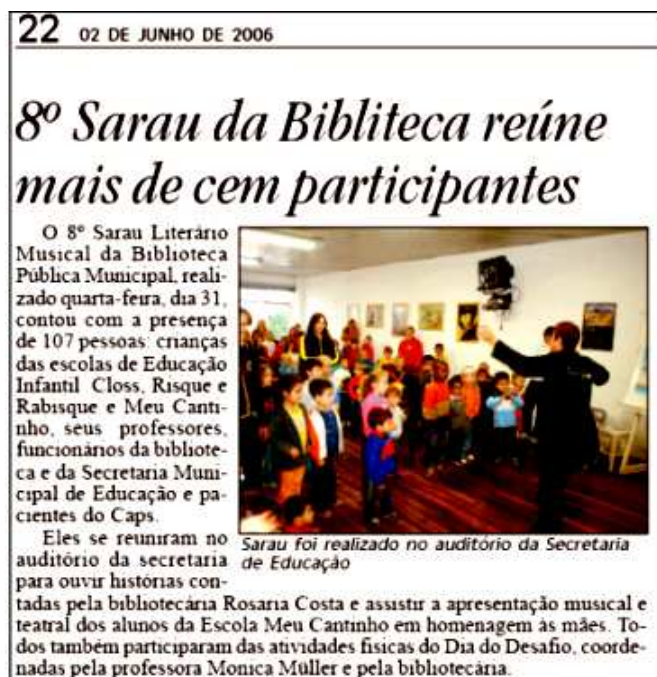 22 02 DE JUNHO DE 2006
8º Sarau da Bibliteca reúne
mais de cem participantes
O 8º Sarau Literário
Musical da Biblioteca
Pública Municipal, reali-
zado quarta-feira, dia 31,
contou com a presença
de 107 pessoas: crianças
das escolas de Educação
Infantil Closs, Risque e
Rabisque e Meu Canti-
nho, seus professores,
funcionários da bibliote-
ca e da Secretaria Muni-
cipal de Educação e pa-
cientes do Caps.
Eles se reuniram no
auditório da secretaria
para ouvir histórias con-
Sarau foi realizado no auditório da Secretaria
de Educação
tadas pela bibliotecária Rosaria Costa e assistir a apresentação musical e
teatral dos alunos da Escola Meu Cantinho em homenagem às mães. To-
dos também participaram das atividades fisicas do Dia do Desafio, coorde-
nadas pela professora Monica Müller e pela bibliotecária.